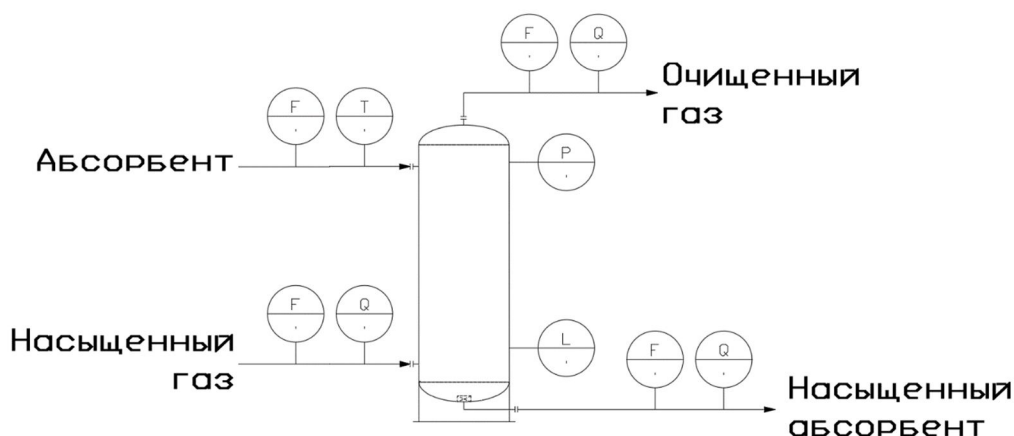 F Q
Очищенный
газ
F T
Абсорбент
P
F Q
Насыщенный
газ
L
F Q
Насыщенный
абсорбент